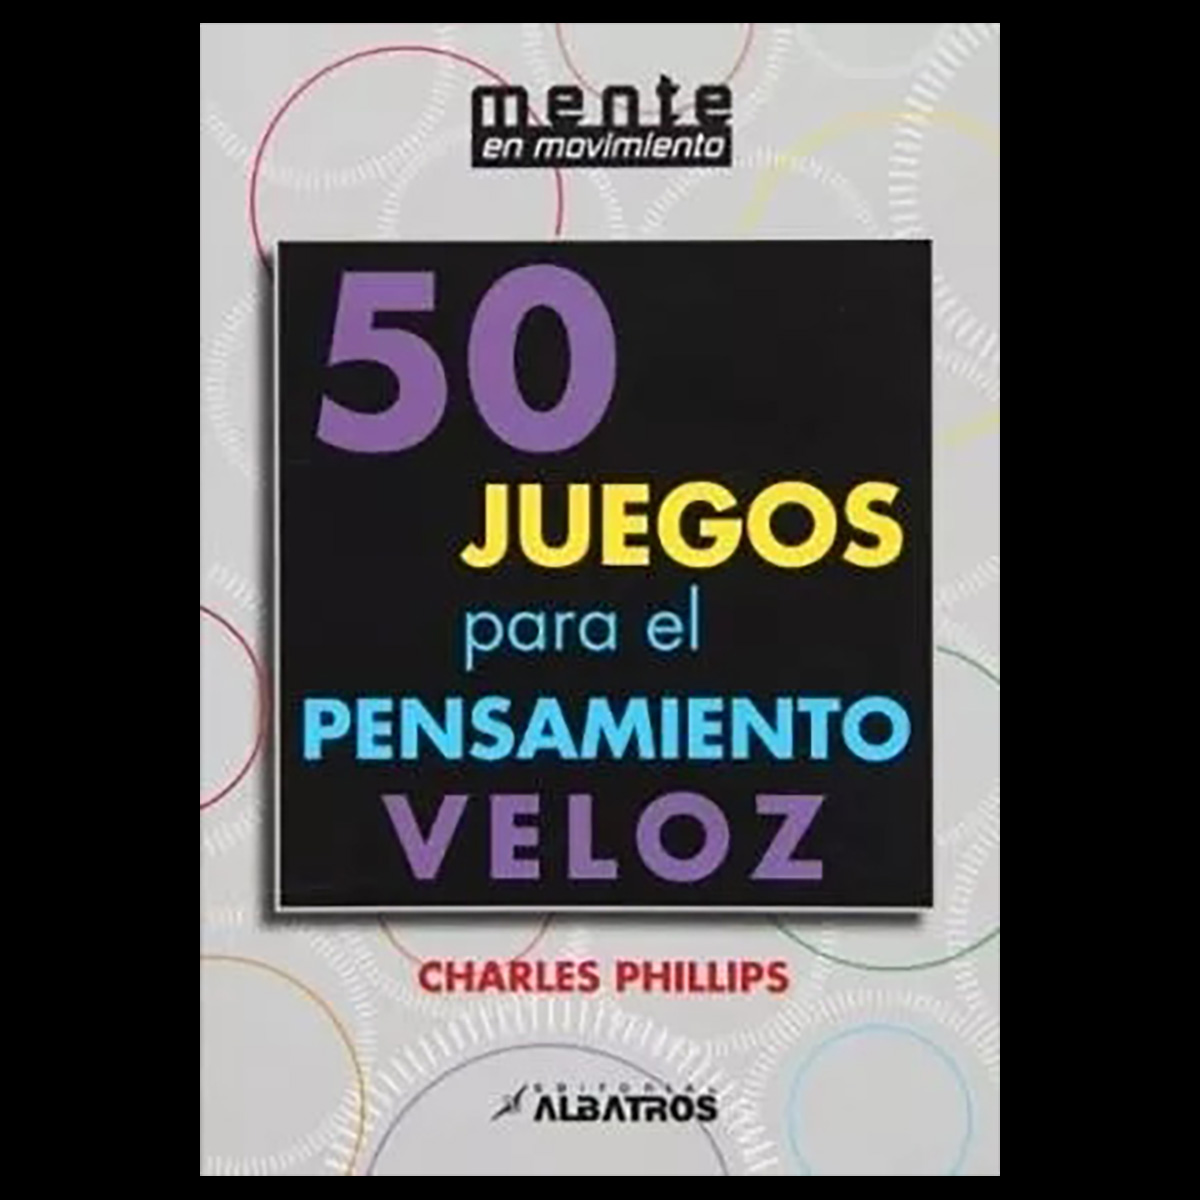 mente
en movimiento
50
JUEGOS
para el
PENSAMIENTO
VELOZ
CHARLES PHILLIPS
EDITORIAL
ALBATROS